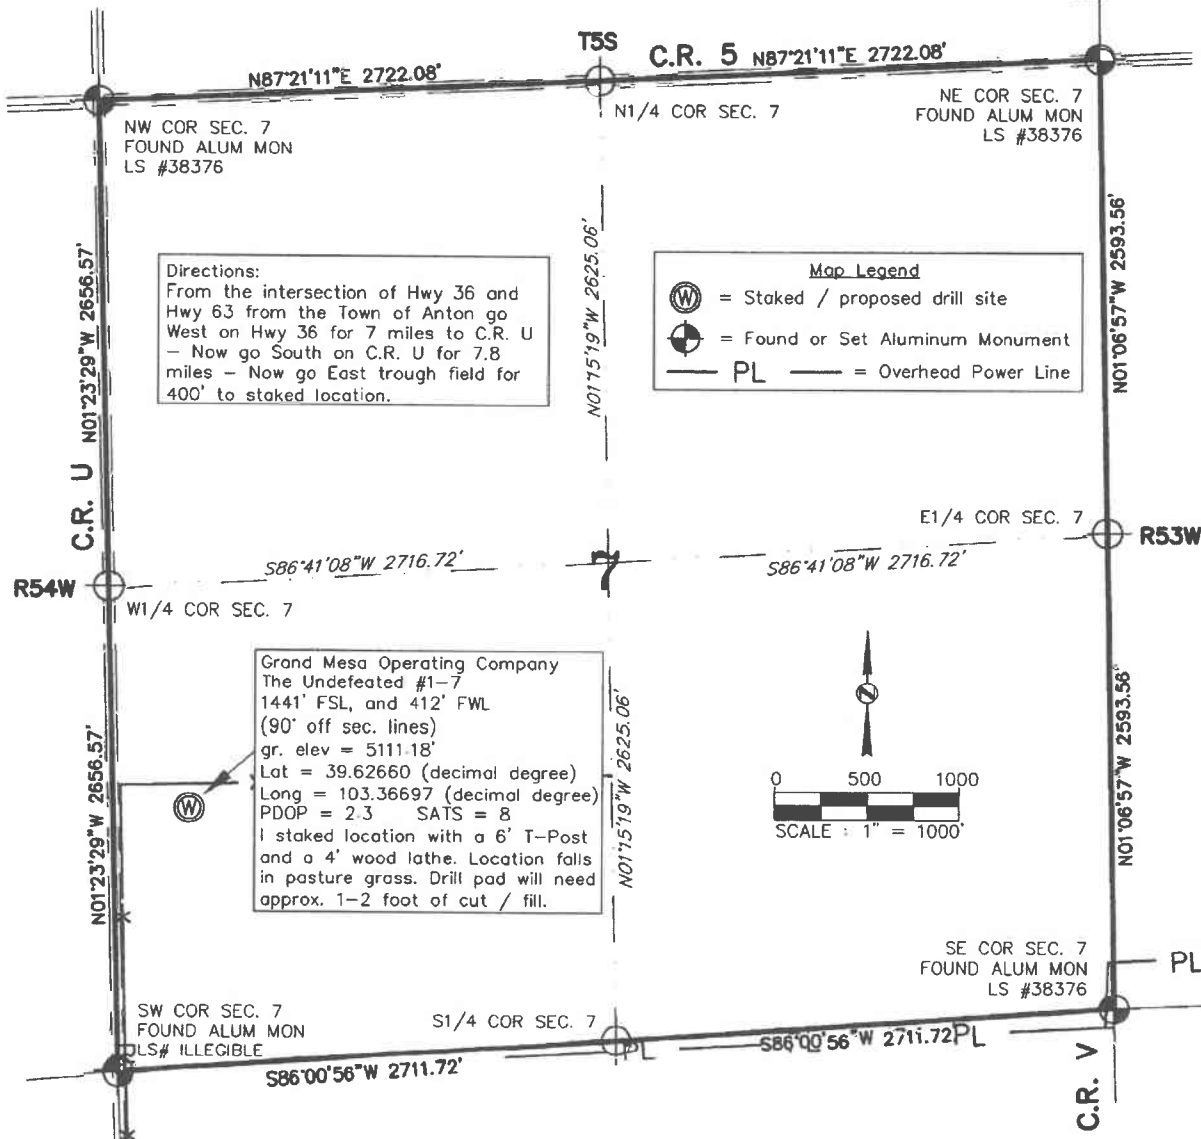 T5S
C.R. 5
N87°21'11"E 2722.08'
N87°21'11"E 2722.08'
NW COR SEC. 7
FOUND ALUM MON
LS #38376
N1/4 COR SEC. 7
NE COR SEC. 7
FOUND ALUM MON
LS #38376
N01°23'29"W 2656.57'
C.R. U
N01°15'19"W 2625.06'
N01°06'57"W 2593.56'
Directions:
From the intersection of Hwy 36 and
Hwy 63 from the Town of Anton go
West on Hwy 36 for 7 miles to C.R. U
– Now go South on C.R. U for 7.8
miles – Now go East trough field for
400' to staked location.
Map Legend
W = Staked / proposed drill site
= Found or Set Aluminum Monument
PL = Overhead Power Line
E1/4 COR SEC. 7
R53W
S86°41'08"W 2716.72'
7
S86°41'08"W 2716.72'
R54W
W1/4 COR SEC. 7
Grand Mesa Operating Company
The Undefeated #1–7
1441' FSL, and 412' FWL
(90° off sec. lines)
gr. elev = 5111.18'
Lat = 39.62660 (decimal degree)
Long = 103.36697 (decimal degree)
PDOP = 2.3 SATS = 8
I staked location with a 6' T–Post
and a 4' wood lathe. Location falls
in pasture grass. Drill pad will need
approx. 1–2 foot of cut / fill.
W
N01°23'29"W 2656.57'
N01°15'19"W 2625.06'
N
0 500 1000
SCALE : 1" = 1000'
N01°06'57"W 2593.56'
SE COR SEC. 7
FOUND ALUM MON
LS #38376
PL
SW COR SEC. 7
FOUND ALUM MON
LS# ILLEGIBLE
S1/4 COR SEC. 7
S86°00'56"W 2711.72'
PL
S86°00'56"W 2711.72'
PL
C.R. V